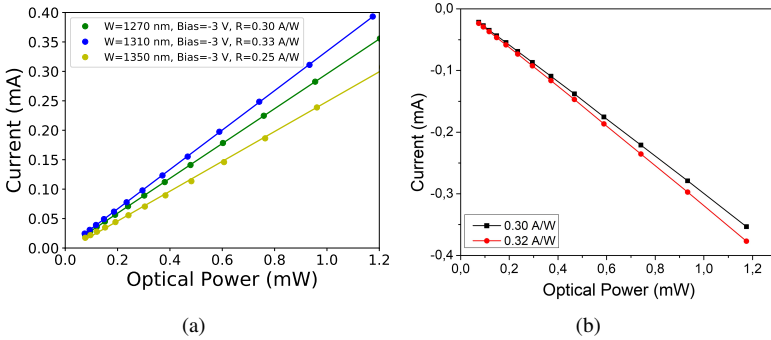 0.40
0.35
0.30
0.25
0.20
0.15
0.10
0.05
0.00
Current (mA)
W=1270 nm, Bias=-3 V, R=0.30 A/W
W=1310 nm, Bias=-3 V, R=0.33 A/W
W=1350 nm, Bias=-3 V, R=0.25 A/W
0.0 0.2 0.4 0.6 0.8 1.0 1.2
Optical Power (mW)
(a)
0,0
-0,1
-0,2
-0,3
-0,4
Current (mA)
0.30 A/W
0.32 A/W
0,0 0,2 0,4 0,6 0,8 1,0 1,2
Optical Power (mW)
(b)